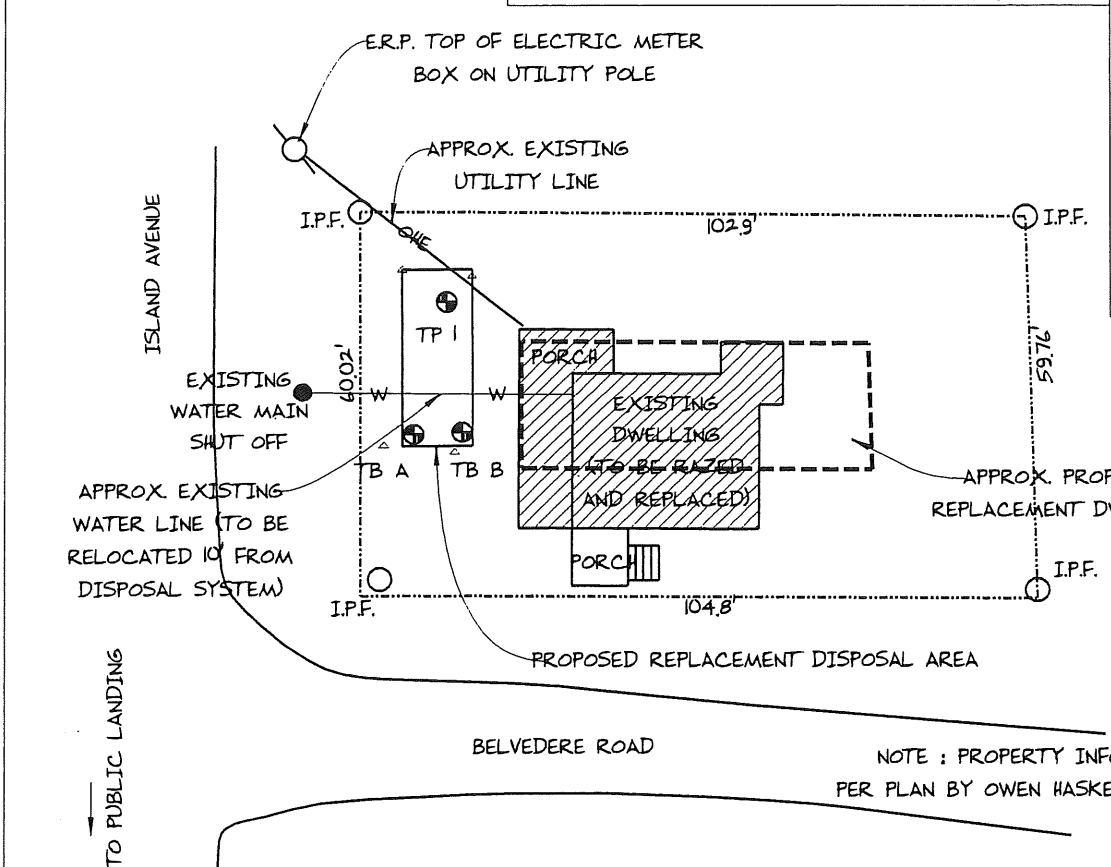 E.R.P. TOP OF ELECTRIC METER
BOX ON UTILITY POLE
APPROX. EXISTING
UTILITY LINE
ISLAND AVENUE
I.P.F.
OHE
102.9'
I.P.F.
TP 1
PORCH
60.02'
59.76'
EXISTING
WATER MAIN
SHUT OFF
W
W
EXISTING
DWELLING
(TO BE RAZED
AND REPLACED)
TB A
TB B
APPROX. EXISTING
WATER LINE (TO BE
RELOCATED 10' FROM
DISPOSAL SYSTEM)
APPROX. PROP
REPLACEMENT DW
PORCH
I.P.F.
I.P.F.
104.8'
PROPOSED REPLACEMENT DISPOSAL AREA
TO PUBLIC LANDING
BELVEDERE ROAD
NOTE : PROPERTY INFO
PER PLAN BY OWEN HASKE